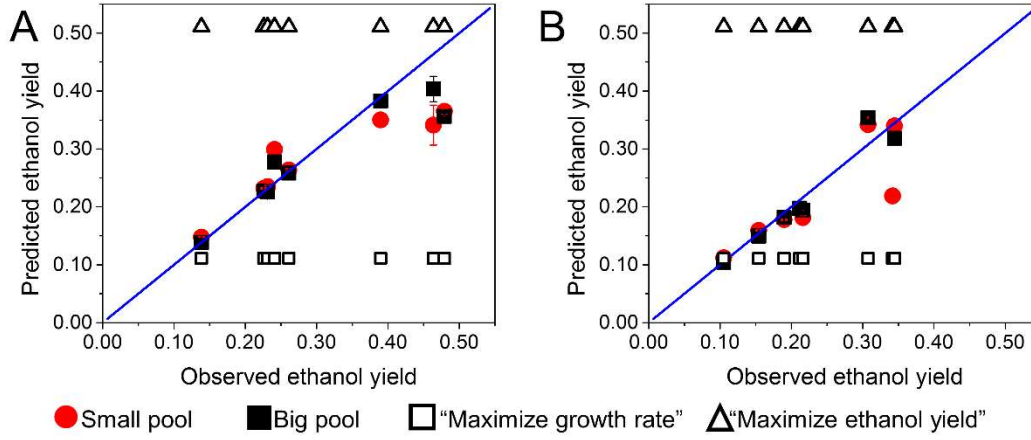 A
Predicted ethanol yield
0.50
0.40
0.30
0.20
0.10
0.00
0.00 0.10 0.20 0.30 0.40 0.50
Observed ethanol yield
B
Predicted ethanol yield
0.50
0.40
0.30
0.20
0.10
0.00
0.00 0.10 0.20 0.30 0.40 0.50
Observed ethanol yield
Small pool Big pool “Maximize growth rate” “Maximize ethanol yield”